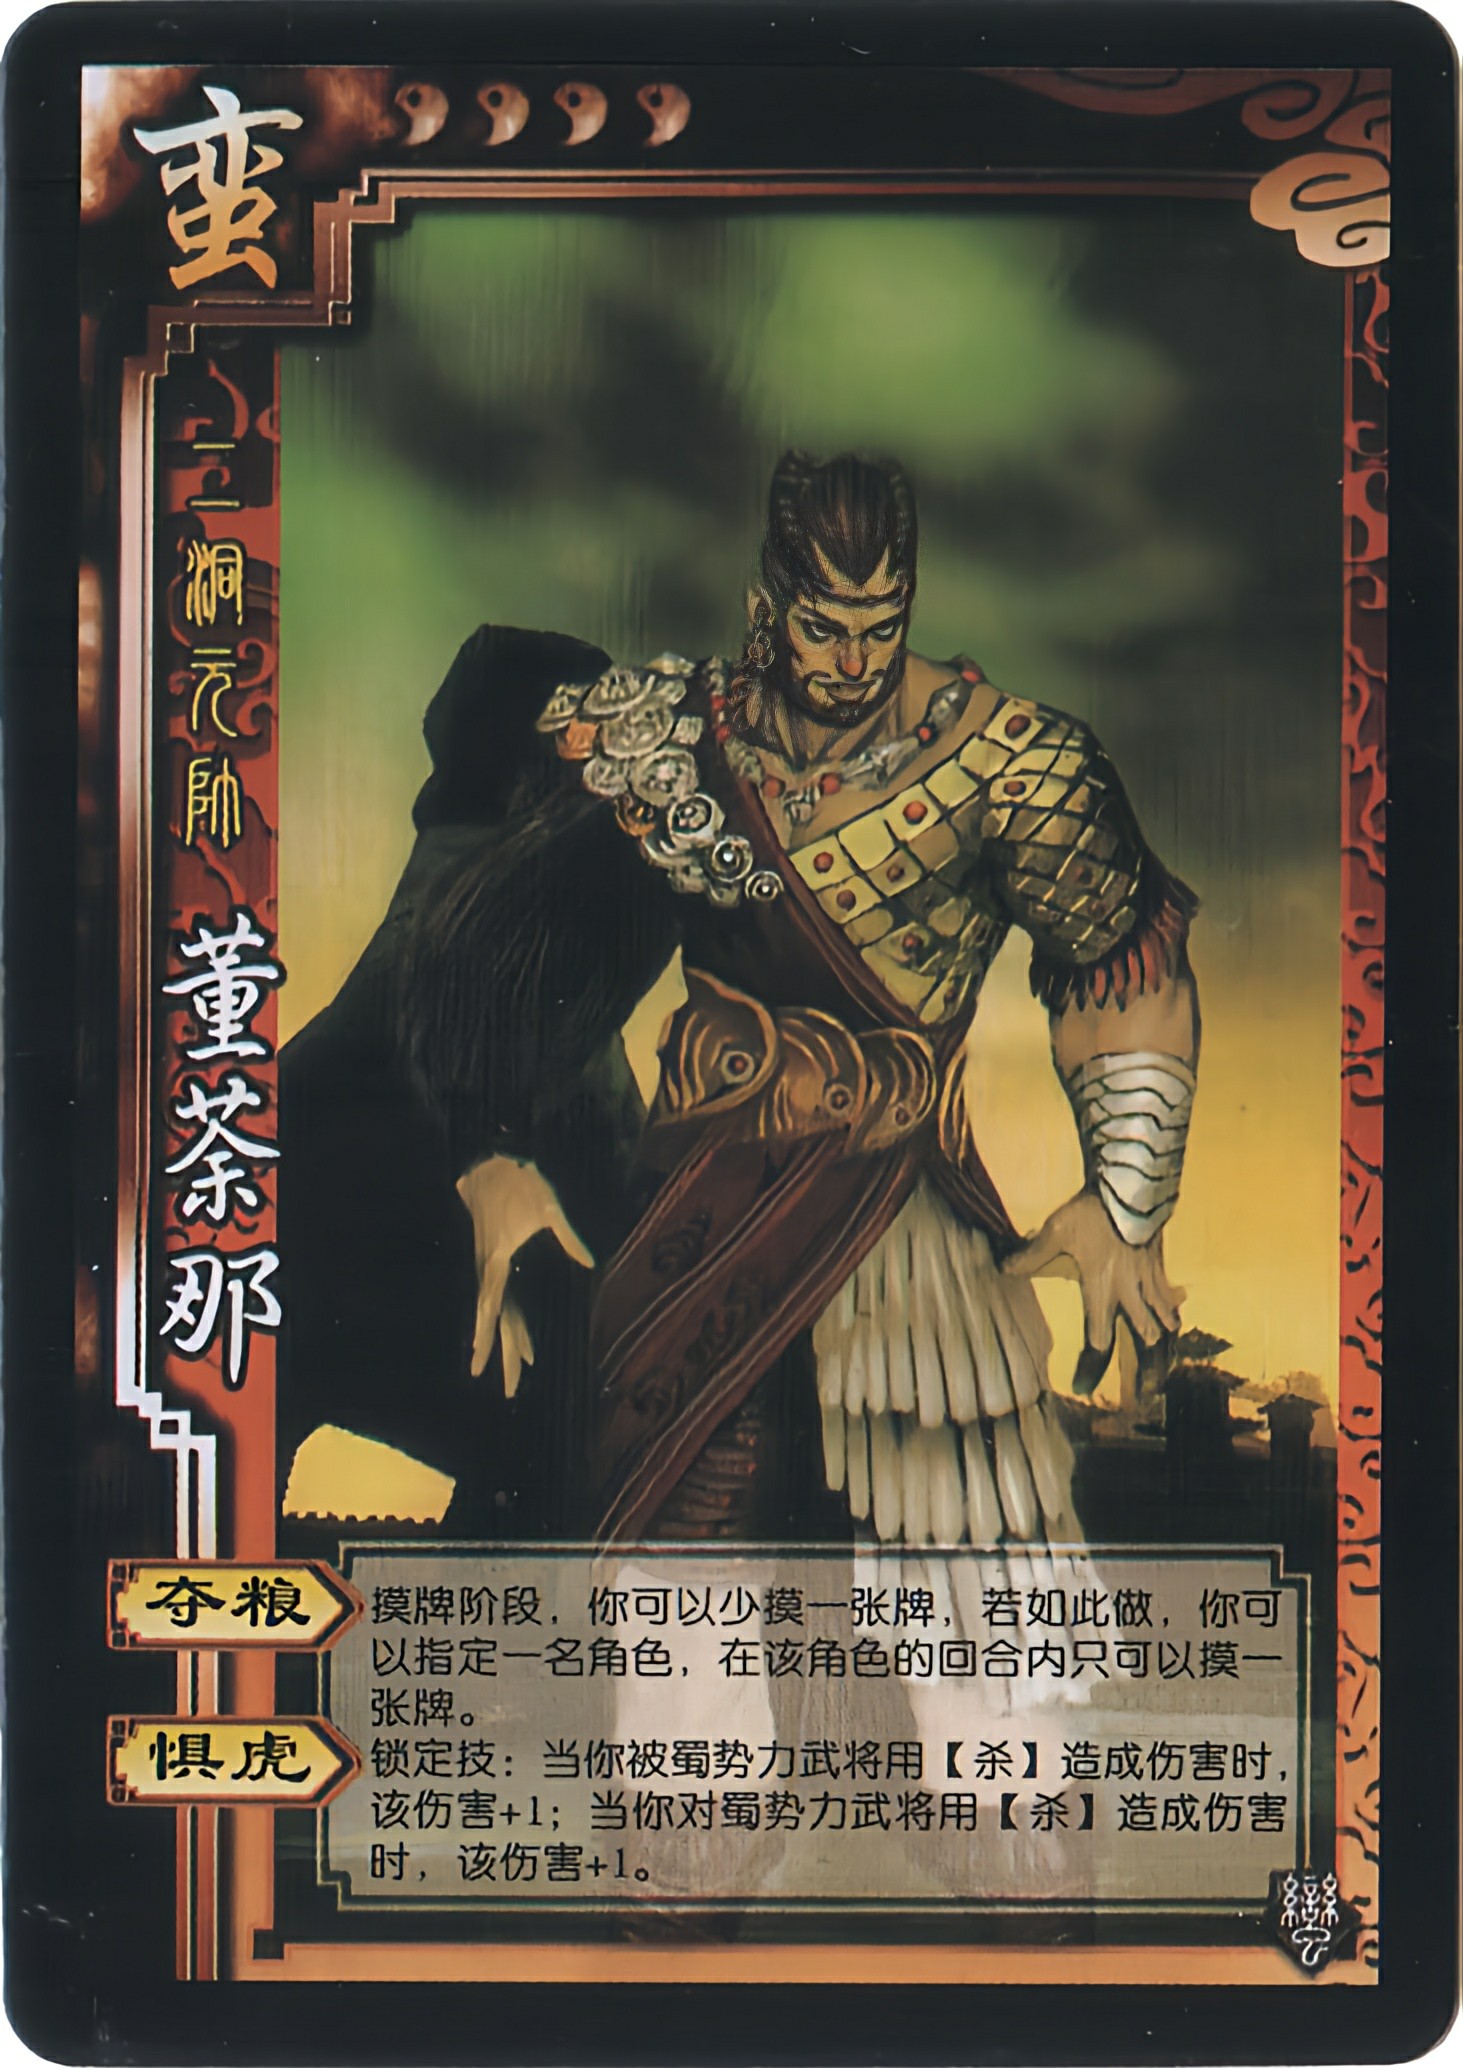 蛮
二洞元帅
董荼那
夺粮
摸牌阶段，你可以少摸一张牌，若如此做，你可
以指定一名角色，在该角色的回合内只可以摸一
张牌。
惧虎
锁定技：当你被蜀势力武将用【杀】造成伤害时，
该伤害+1；当你对蜀势力武将用【杀】造成伤害
时，该伤害+1。
蠻